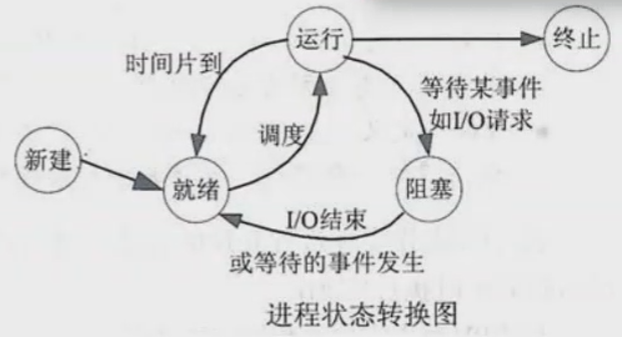 运行
终止
时间片到
等待某事件
如I/O请求
调度
新建
就绪
阻塞
I/O结束
或等待的事件发生
进程状态转换图